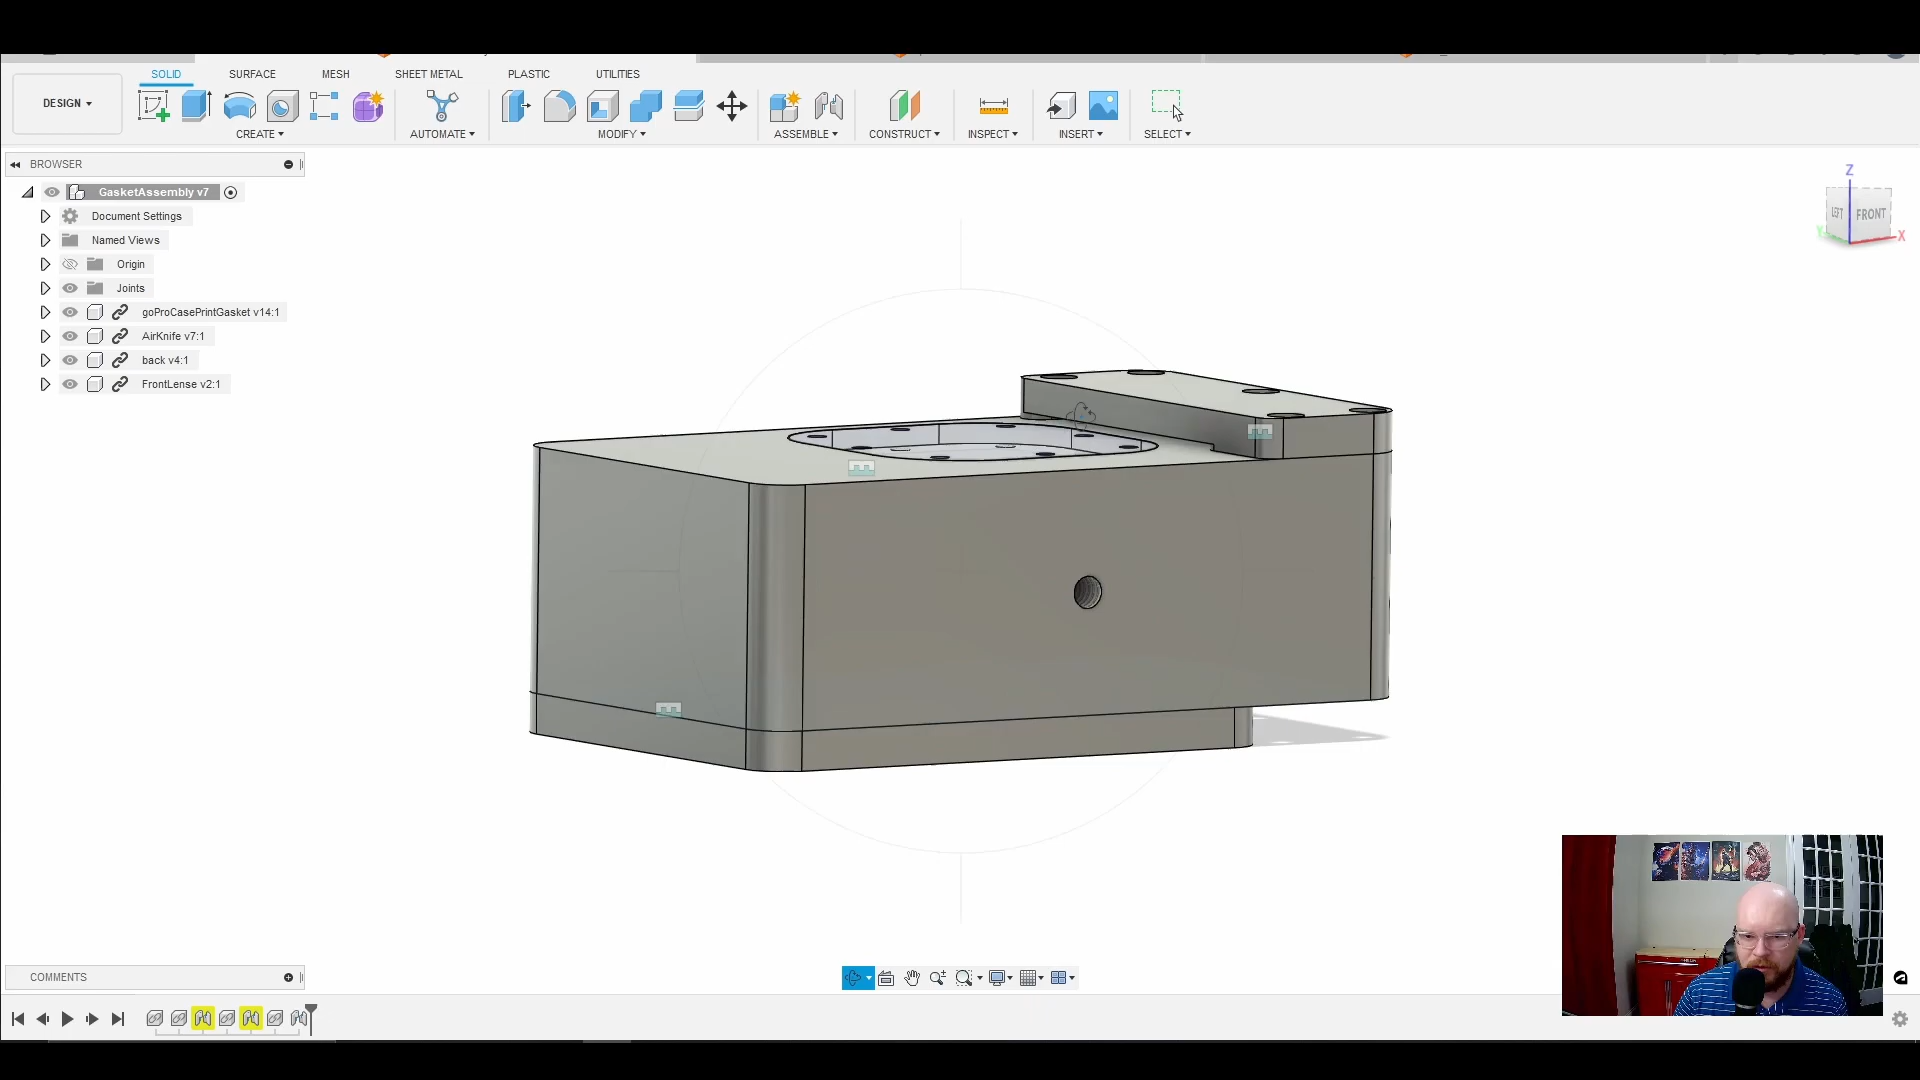 SOLID SURFACE MESH SHEET METAL PLASTIC UTILITIES
DESIGN
CREATE AUTOMATE MODIFY ASSEMBLE CONSTRUCT INSPECT INSERT SELECT
BROWSER
GasketAssembly v7
Document Settings
Named Views
Origin
Joints
goProCasePrintGasket v14:1
AirKnife v7:1
back v4:1
FrontLense v2:1
Z
LEFT FRONT
Y X
COMMENTS